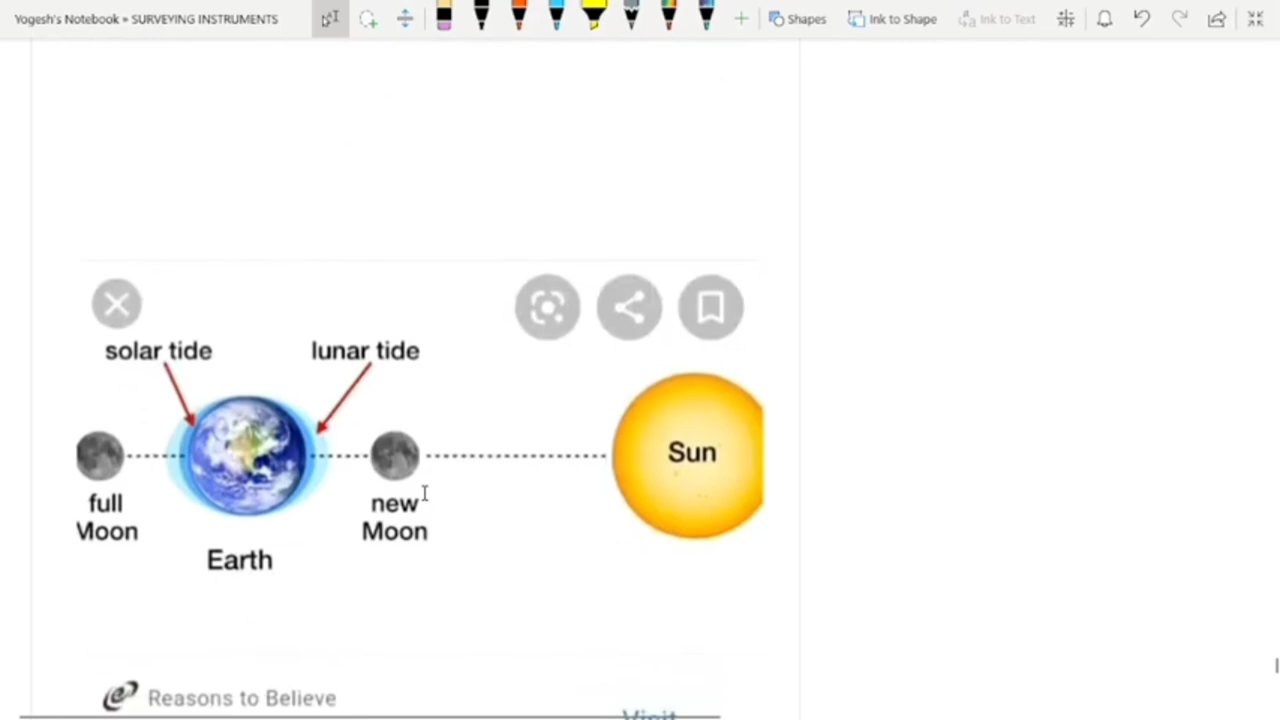 Yogesh's Notebook » SURVEYING INSTRUMENTS
Shapes
Ink to Shape
Ink to Text
solar tide
lunar tide
Sun
full
Moon
new
Moon
Earth
Reasons to Believe
Visit